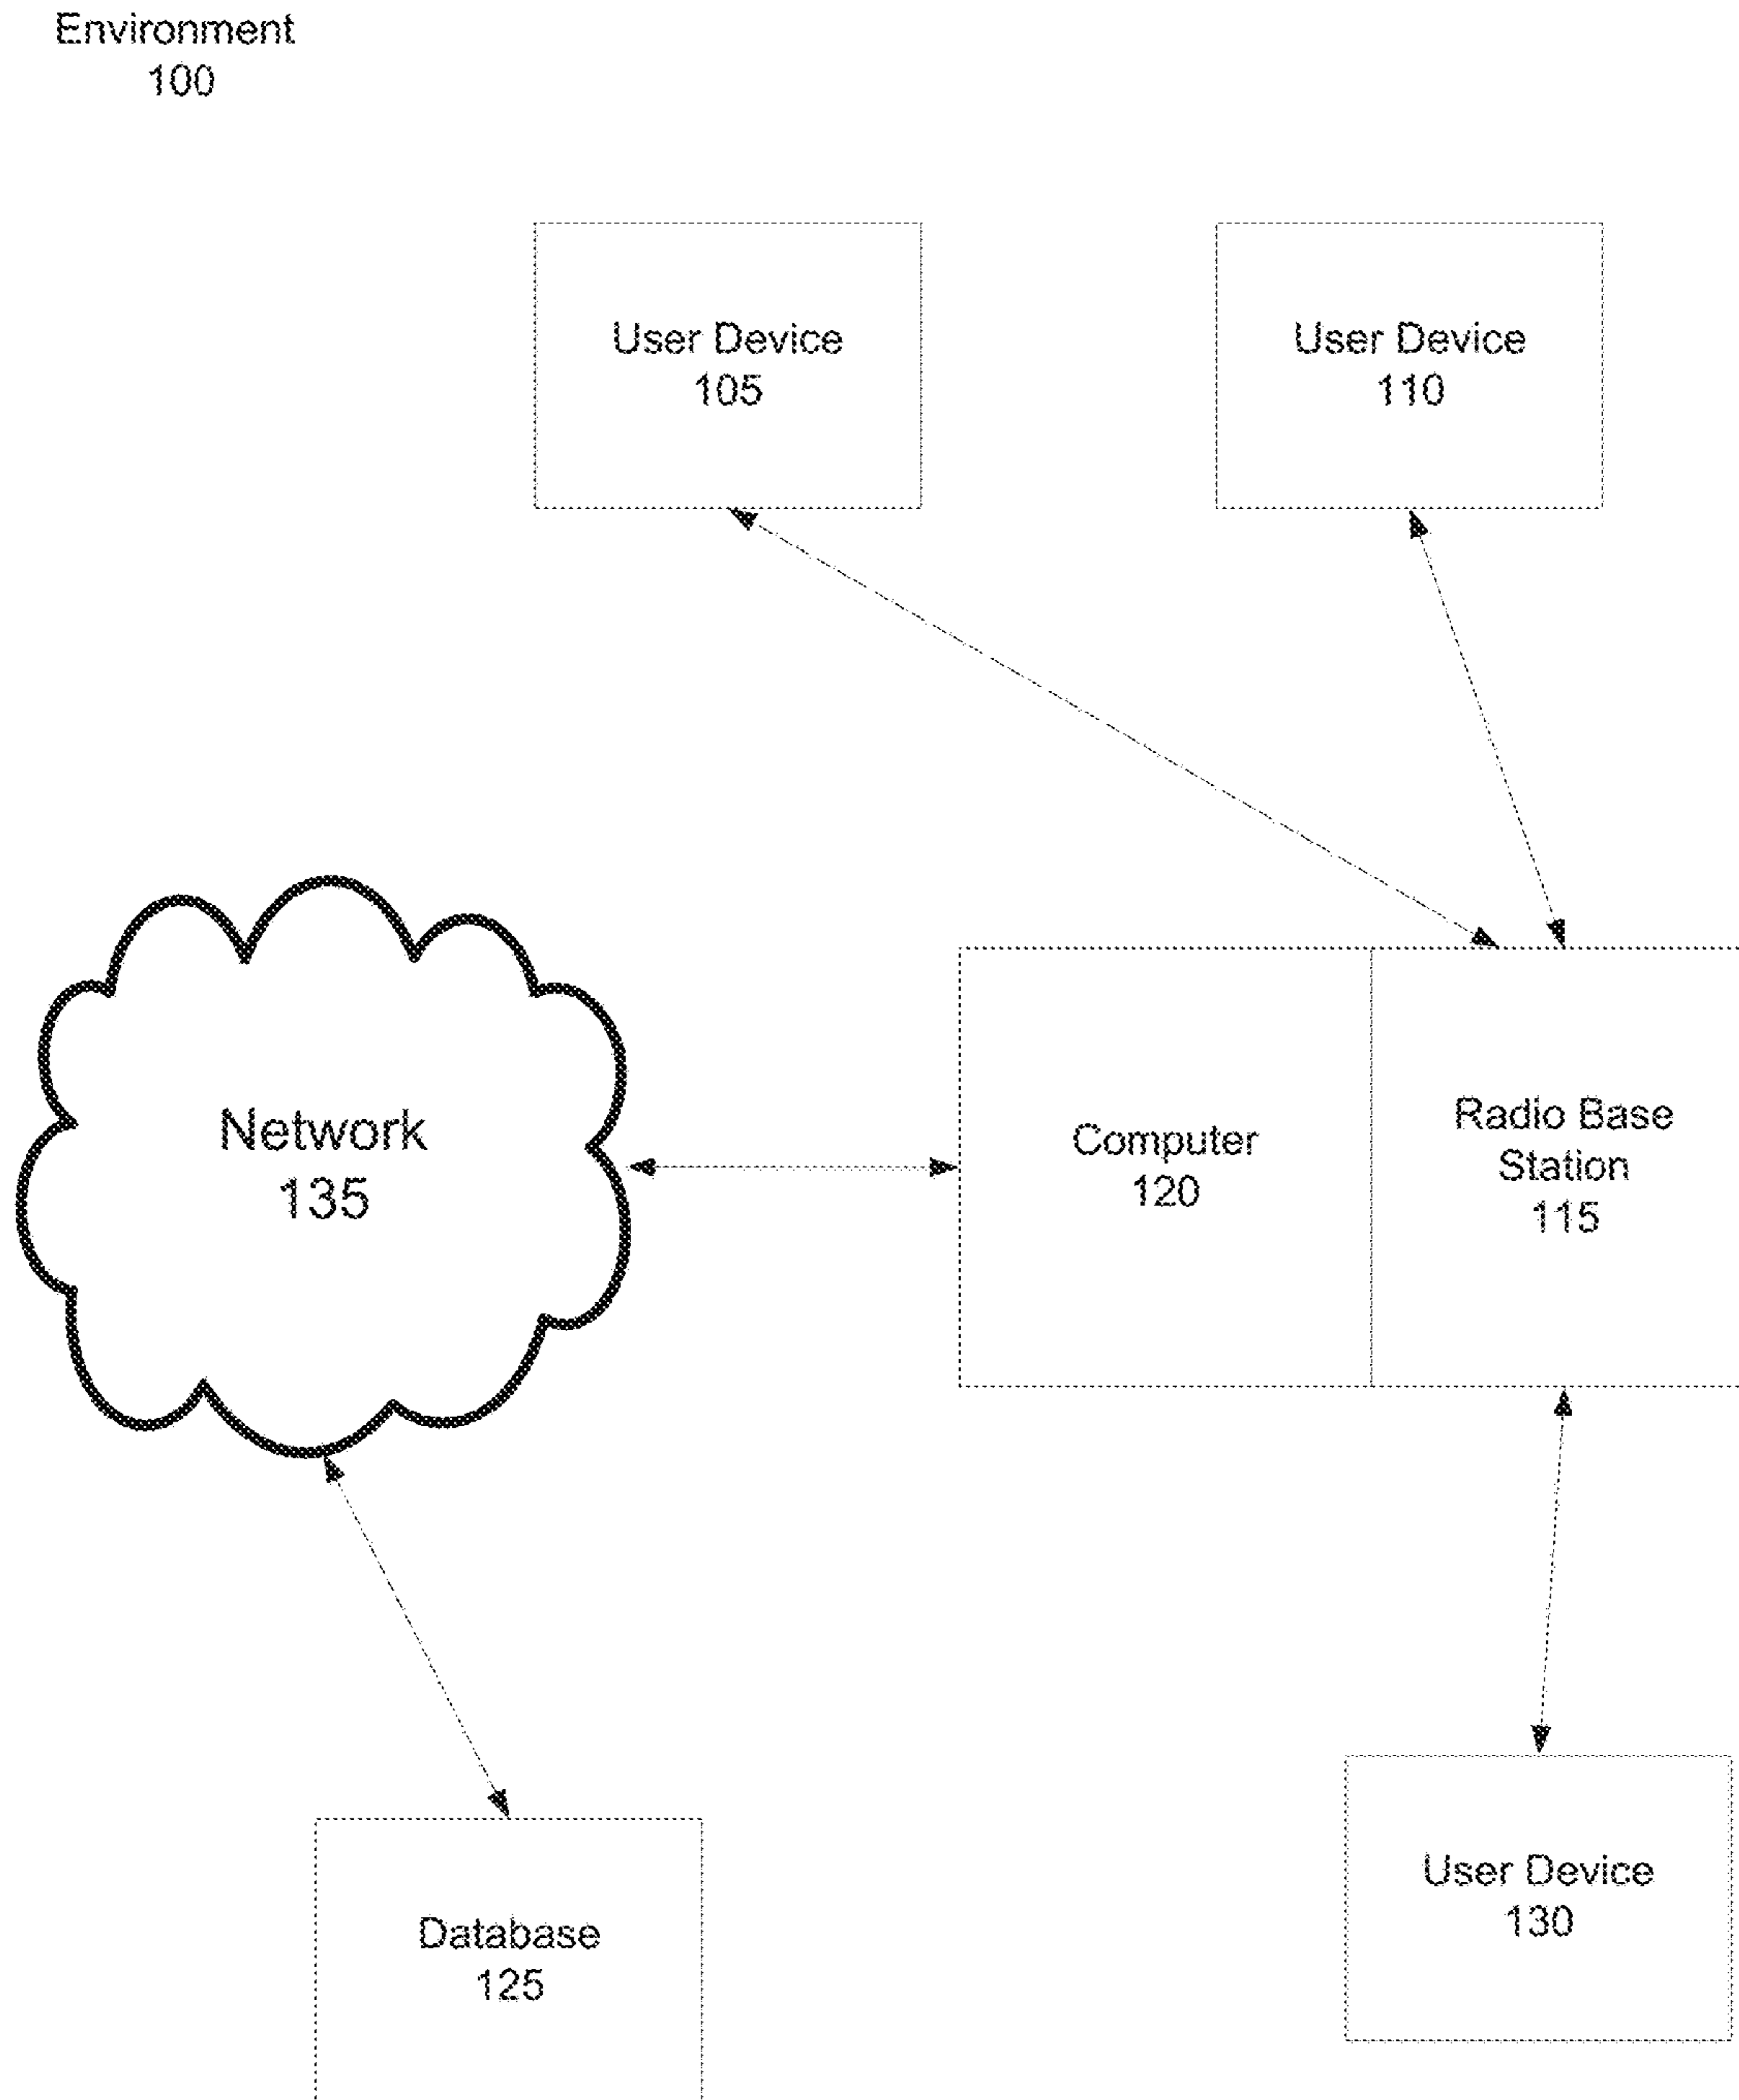 Environment
100
User Device
105
User Device
110
Network
135
Computer
120
Radio Base
Station
115
Database
125
User Device
130